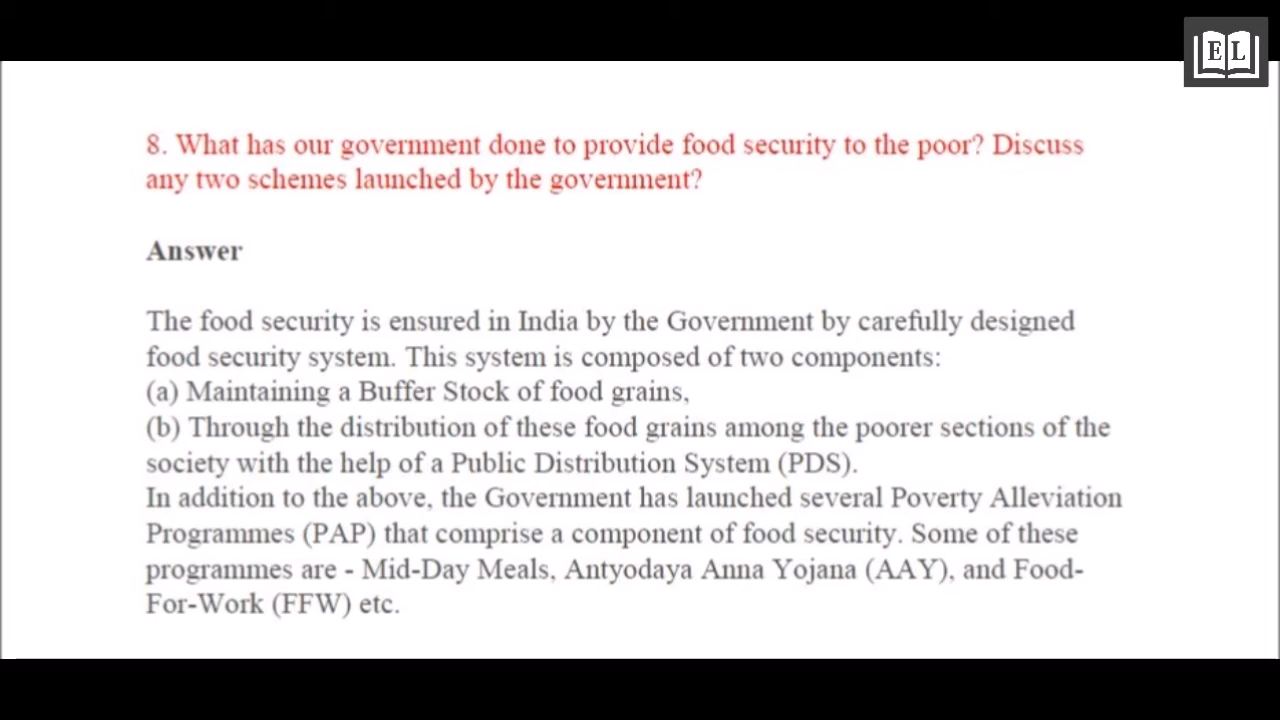 EL
8. What has our government done to provide food security to the poor? Discuss
any two schemes launched by the government?
Answer
The food security is ensured in India by the Government by carefully designed
food security system. This system is composed of two components:
(a) Maintaining a Buffer Stock of food grains,
(b) Through the distribution of these food grains among the poorer sections of the
society with the help of a Public Distribution System (PDS).
In addition to the above, the Government has launched several Poverty Alleviation
Programmes (PAP) that comprise a component of food security. Some of these
programmes are - Mid-Day Meals, Antyodaya Anna Yojana (AAY), and Food-
For-Work (FFW) etc.